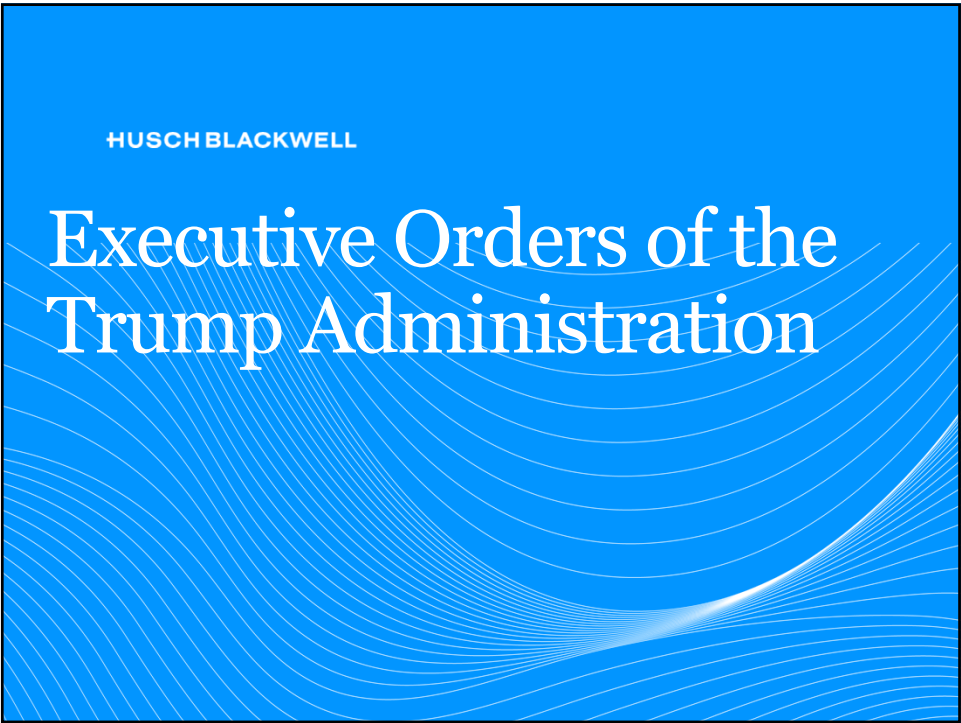 HUSCH BLACKWELL
Executive Orders of the
Trump Administration